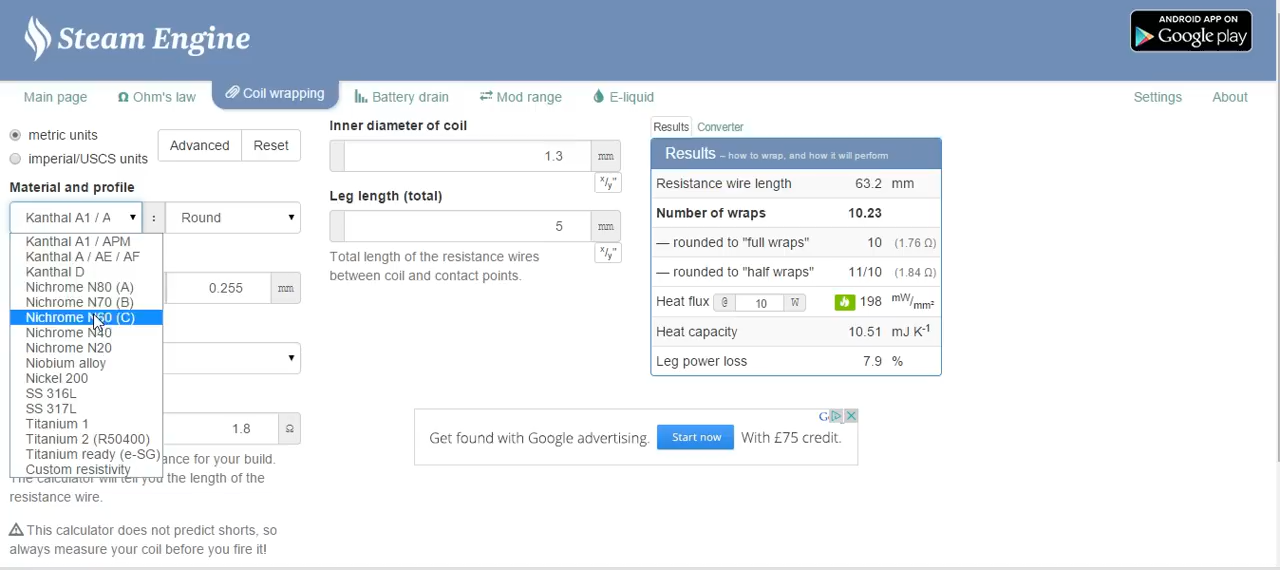 Steam Engine
ANDROID APP ON
Google play
Main page
Ω Ohm's law
Coil wrapping
Battery drain
Mod range
E-liquid
Settings
About
metric units
imperial/USCS units
Advanced
Reset
Material and profile
Kanthal A1 / A
:
Round
Kanthal A1 / APM
Kanthal A / AE / AF
Kanthal D
Nichrome N80 (A)
Nichrome N70 (B)
Nichrome N60 (C)
Nichrome N40
Nichrome N20
Niobium alloy
Nickel 200
SS 316L
SS 317L
Titanium 1
Titanium 2 (R50400)
Titanium ready (e-SG)
Custom resistivity
0.255 mm
1.8 Ω
ance for your build.
The calculator will tell you the length of the
resistance wire.
This calculator does not predict shorts, so
always measure your coil before you fire it!
Inner diameter of coil
1.3 mm
x/y"
Leg length (total)
5 mm
x/y"
Total length of the resistance wires
between coil and contact points.
Results
Converter
Results – how to wrap, and how it will perform
Resistance wire length 63.2 mm
Number of wraps 10.23
— rounded to "full wraps" 10 (1.76 Ω)
— rounded to "half wraps" 11/10 (1.84 Ω)
Heat flux @ 10 W 198 mW/mm²
Heat capacity 10.51 mJ K⁻¹
Leg power loss 7.9 %
Get found with Google advertising.
Start now
With £75 credit.